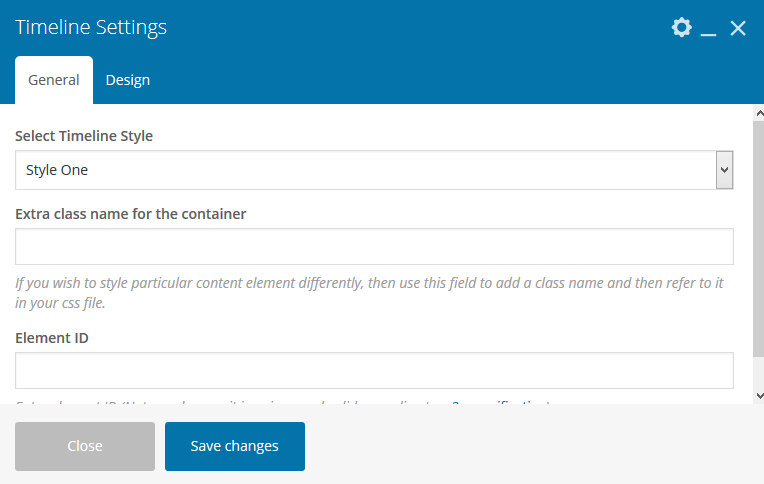 Timeline Settings
General Design
Select Timeline Style
Style One
Extra class name for the container
If you wish to style particular content element differently, then use this field to add a class name and then refer to it
in your css file.
Element ID
Close Save changes